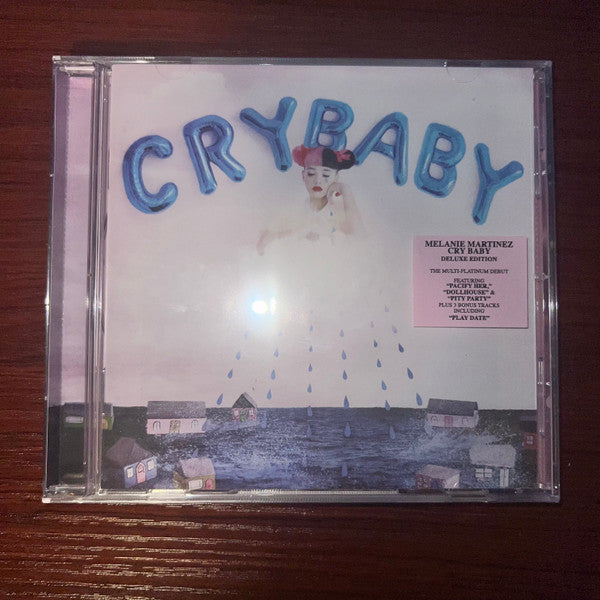 CRYBABY
MELANIE MARTINEZ
CRY BABY
DELUXE EDITION
THE MULTI-PLATINUM DEBUT
FEATURING
"PACIFY HER,"
"DOLLHOUSE" &
"PITY PARTY"
PLUS 3 BONUS TRACKS
INCLUDING
"PLAY DATE"